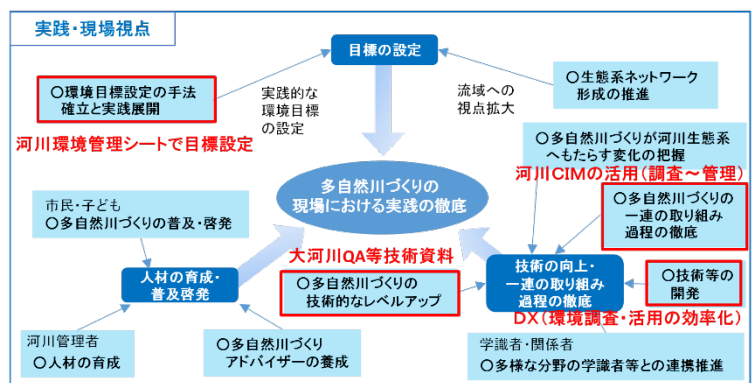 実践・現場視点
目標の設定
〇環境目標設定の手法
確立と実践展開
実践的な
環境目標
の設定
流域への
視点拡大
〇生態系ネットワーク
形成の推進
河川環境管理シートで目標設定
〇多自然川づくりが河川生態系
へもたらす変化の把握
河川CIMの活用(調査～管理)
多自然川づくりの
現場における実践の徹底
〇多自然川づくりの
一連の取り組み
過程の徹底
市民・子ども
〇多自然川づくりの普及・啓発
大河川QA等技術資料
人材の育成・
普及啓発
〇多自然川づくりの
技術的なレベルアップ
技術の向上・
一連の取り組み
過程の徹底
〇技術等の
開発
DX(環境調査・活用の効率化)
河川管理者
〇人材の育成
〇多自然川づくり
アドバイザーの養成
学識者・関係者
〇多様な分野の学識者等との連携推進